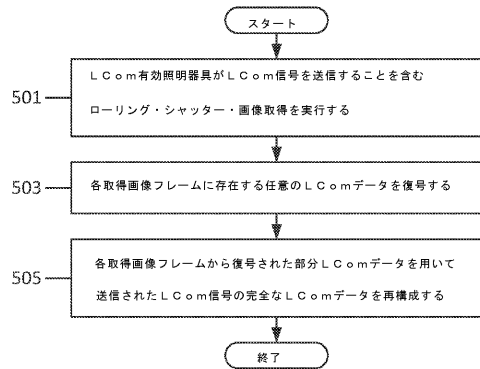 スタート
501
LCom有効照明器具がLCom信号を送信することを含む
ローリング・シャッター・画像取得を実行する
503
各取得画像フレームに存在する任意のLComデータを復号する
505
各取得画像フレームから復号された部分LComデータを用いて
送信されたLCom信号の完全なLComデータを再構成する
終了